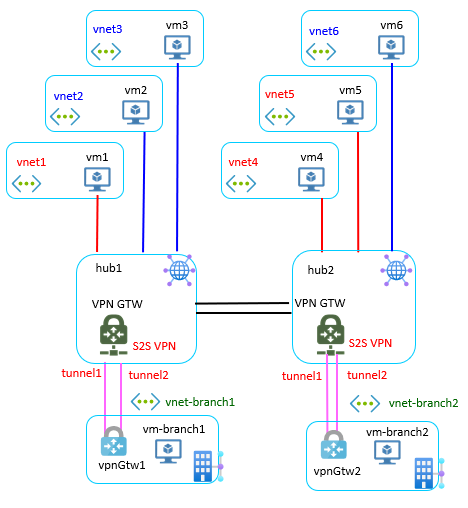 vnet3
vm3
vnet6
vm6
vnet2
vm2
vnet5
vm5
vnet1
vm1
vnet4
vm4
hub1
hub2
VPN GTW
VPN GTW
S2S VPN
S2S VPN
tunnel1
tunnel2
tunnel1
tunnel2
vnet-branch1
vnet-branch2
vm-branch1
vm-branch2
vpnGtw1
vpnGtw2